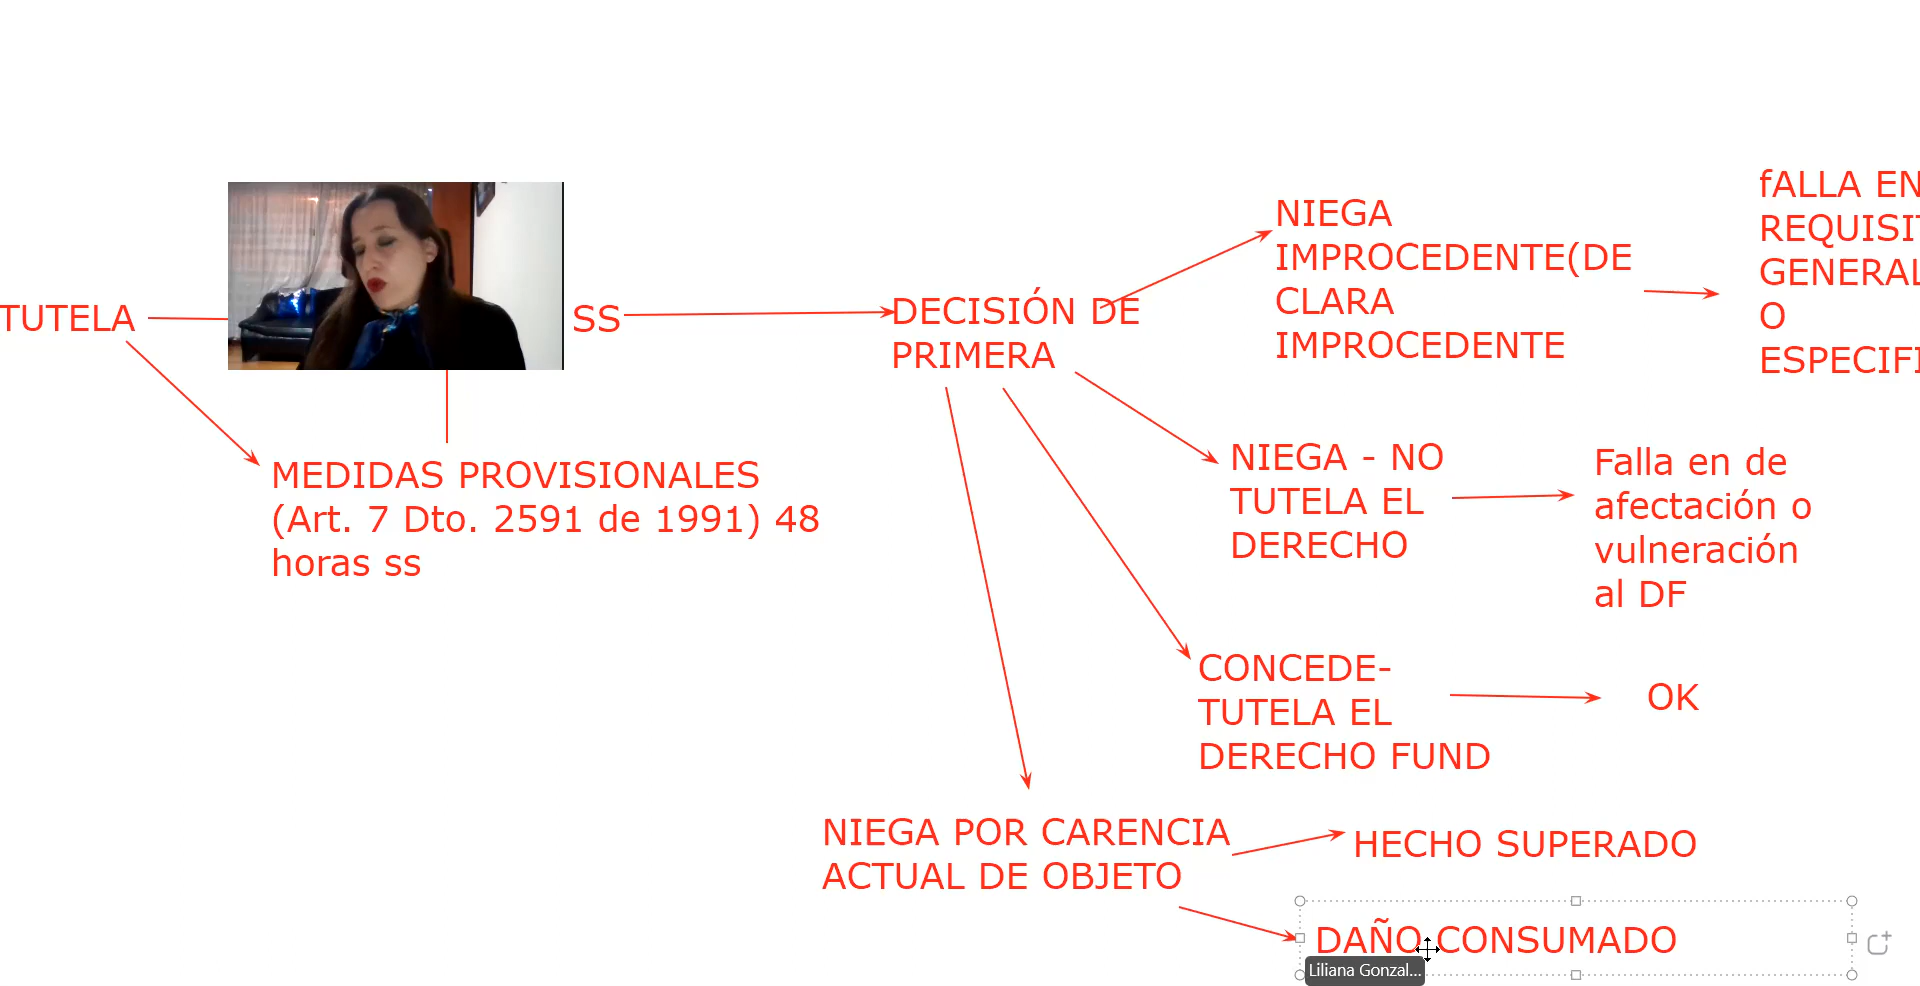 TUTELA
SS
MEDIDAS PROVISIONALES
(Art. 7 Dto. 2591 de 1991) 48
horas ss
DECISIÓN DE
PRIMERA
NIEGA
IMPROCEDENTE(DE
CLARA
IMPROCEDENTE
fALLA EN
REQUISIT
GENERAL
O
ESPECIFI
NIEGA - NO
TUTELA EL
DERECHO
Falla en de
afectación o
vulneración
al DF
CONCEDE-
TUTELA EL
DERECHO FUND
OK
NIEGA POR CARENCIA
ACTUAL DE OBJETO
HECHO SUPERADO
DAÑO CONSUMADO
Liliana Gonzal...